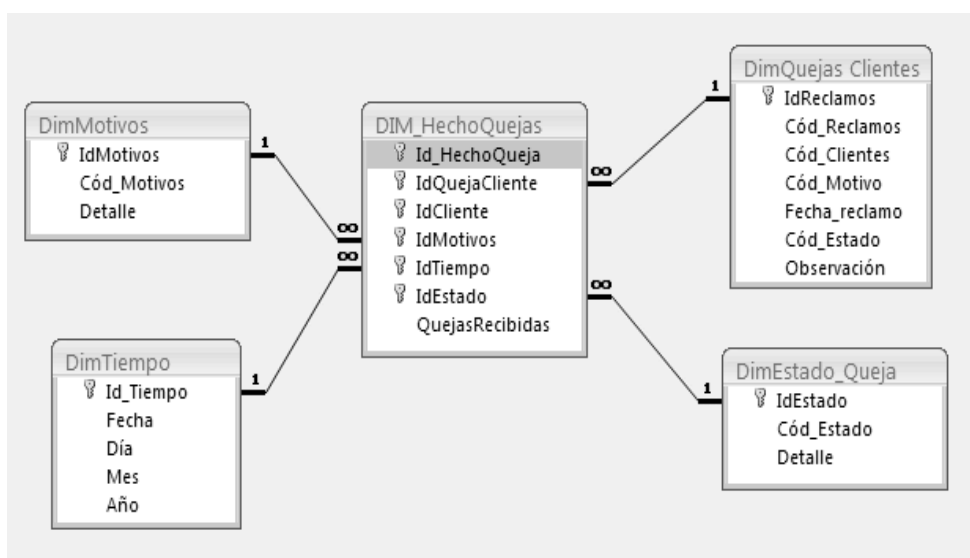 DimMotivos
IdMotivos
Cód_Motivos
Detalle
1
∞
DimTiempo
Id_Tiempo
Fecha
Día
Mes
Año
1
∞
DIM_HechoQuejas
Id_HechoQueja
IdQuejaCliente
IdCliente
IdMotivos
IdTiempo
IdEstado
QuejasRecibidas
∞
1
DimQuejas Clientes
IdReclamos
Cód_Reclamos
Cód_Clientes
Cód_Motivo
Fecha_reclamo
Cód_Estado
Observación
∞
1
DimEstado_Queja
IdEstado
Cód_Estado
Detalle